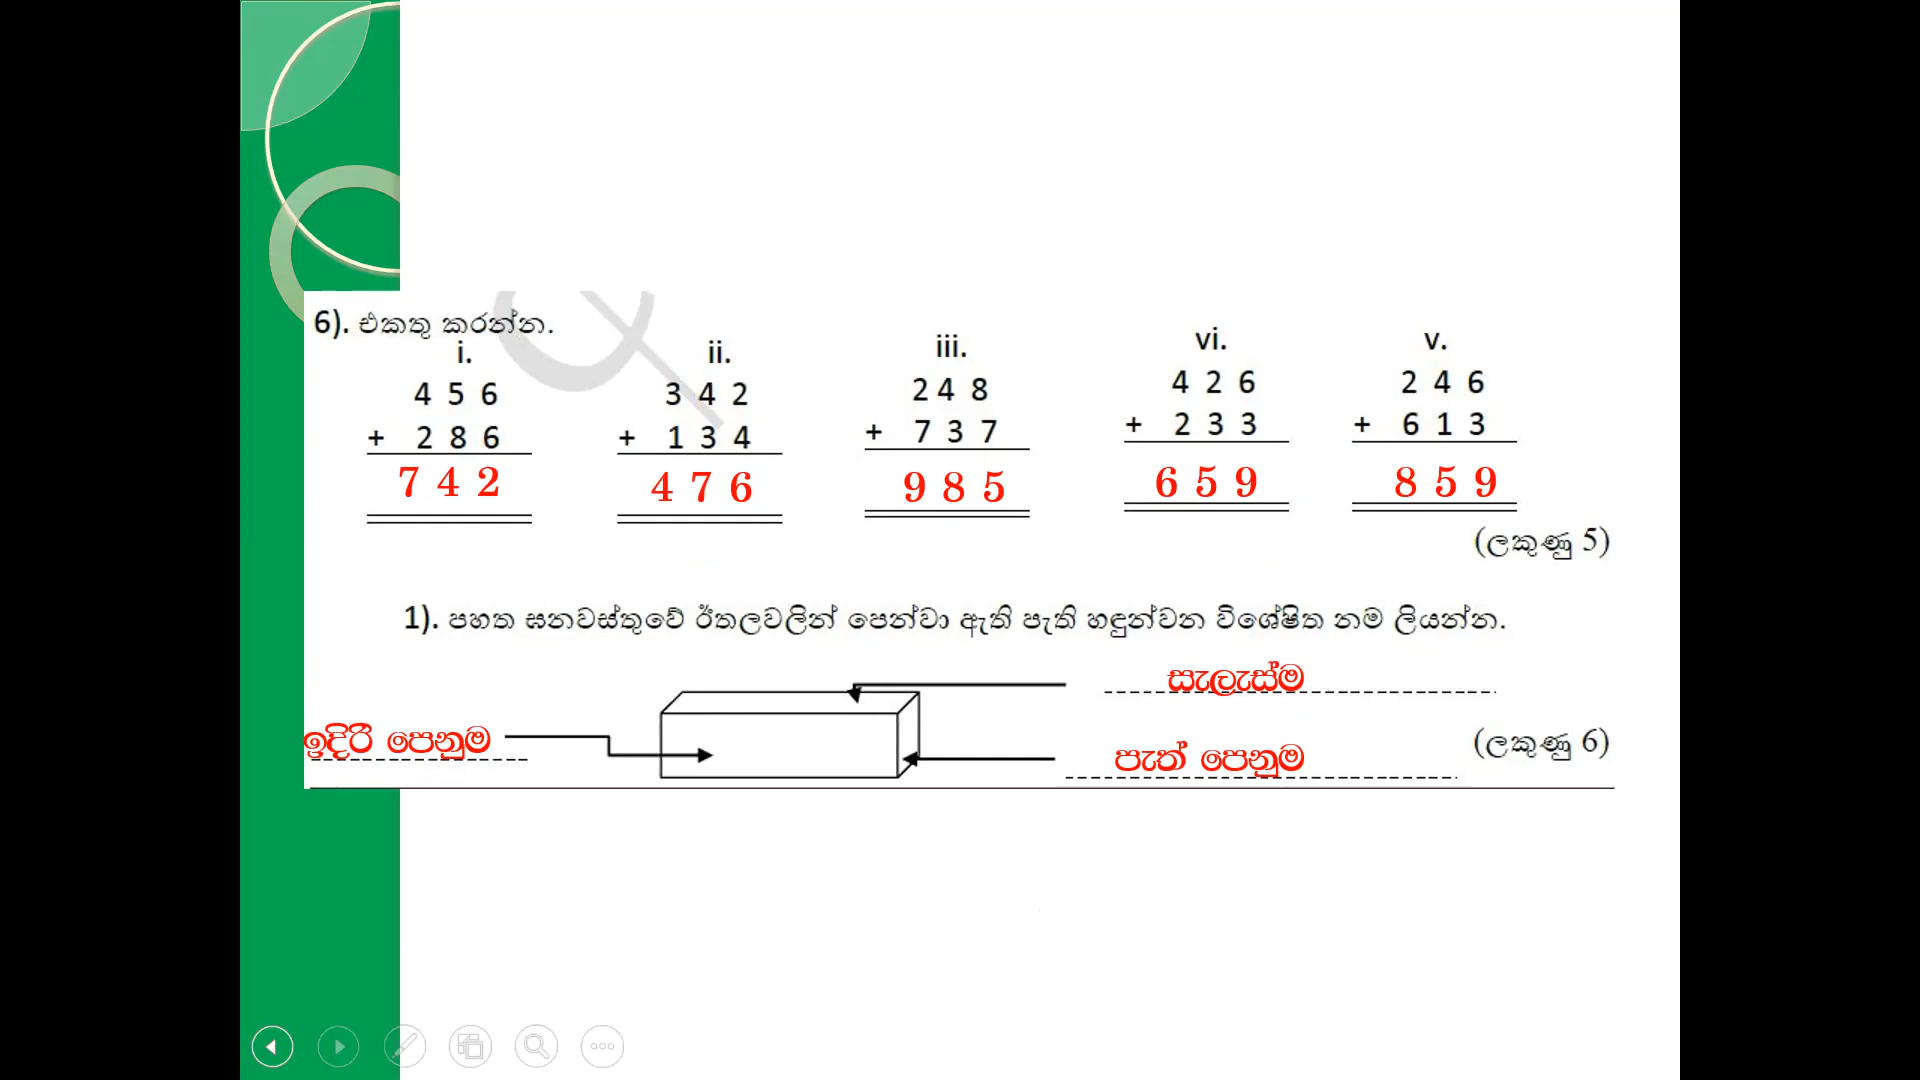 6). එකතු කරන්න.
i. ii. iii. vi. v.
4 5 6 3 4 2 2 4 8 4 2 6 2 4 6
+ 2 8 6 + 1 3 4 + 7 3 7 + 2 3 3 + 6 1 3
7 4 2 4 7 6 9 8 5 6 5 9 8 5 9
(ලකුණු 5)
1). පහත ඝනවස්තුවේ ඊතලවලින් පෙන්වා ඇති පැති හඳුන්වන විශේෂිත නම ලියන්න.
සැලැස්ම
ඉදිරි පෙනුම
(ලකුණු 6)
පැත් පෙනුම